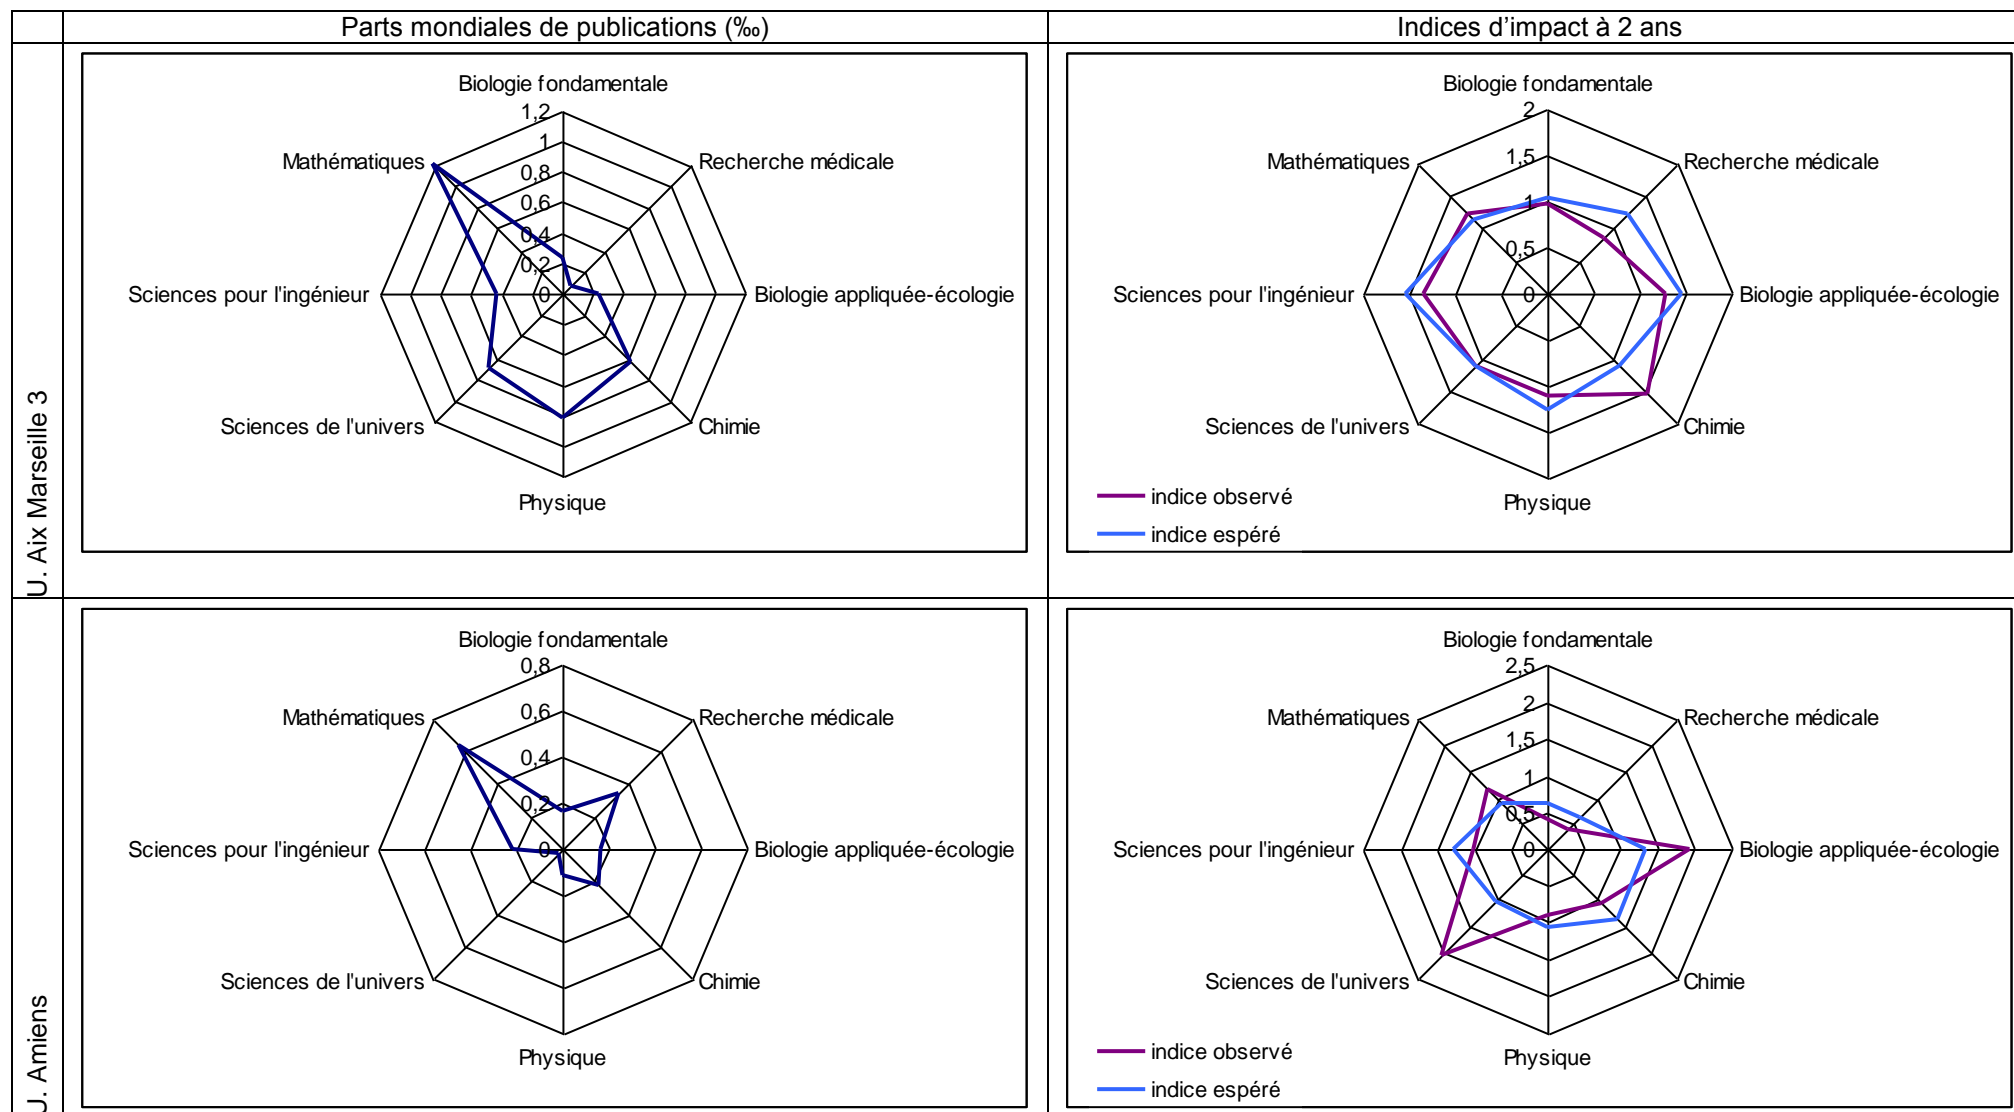 Parts mondiales de publications (‰)
Indices d’impact à 2 ans
U. Aix Marseille 3
Biologie fondamentale
1,2
1
0,8
0,6
0,4
0,2
0
Mathématiques
Recherche médicale
Sciences pour l'ingénieur
Biologie appliquée-écologie
Sciences de l'univers
Chimie
Physique
Biologie fondamentale
2
1,5
1
0,5
0
Mathématiques
Recherche médicale
Sciences pour l'ingénieur
Biologie appliquée-écologie
Sciences de l'univers
Chimie
Physique
indice observé
indice espéré
U. Amiens
Biologie fondamentale
0,8
0,6
0,4
0,2
0
Mathématiques
Recherche médicale
Sciences pour l'ingénieur
Biologie appliquée-écologie
Sciences de l'univers
Chimie
Physique
Biologie fondamentale
2,5
2
1,5
1
0,5
0
Mathématiques
Recherche médicale
Sciences pour l'ingénieur
Biologie appliquée-écologie
Sciences de l'univers
Chimie
Physique
indice observé
indice espéré